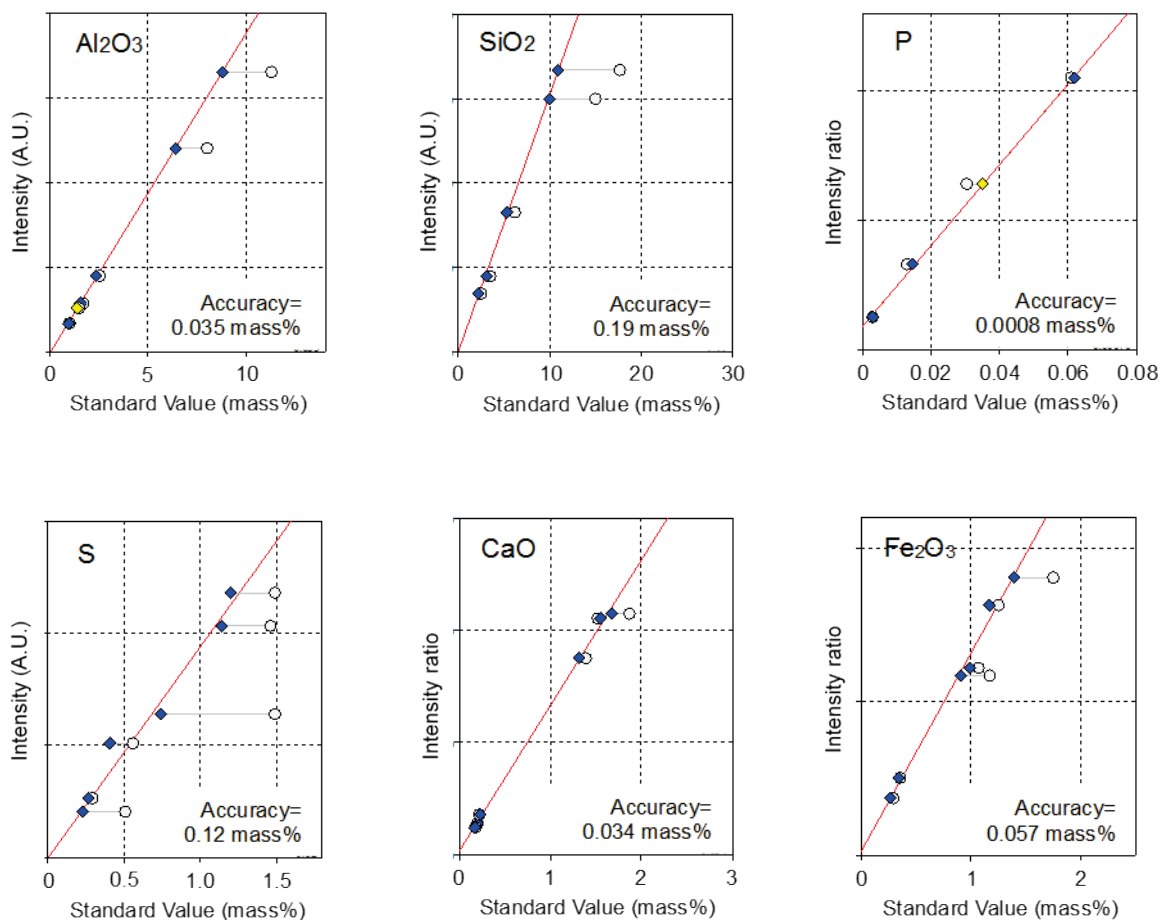 Al₂O₃
Intensity (A.U.)
Accuracy=
0.035 mass%
0 5 10
Standard Value (mass%)
SiO₂
Intensity (A.U.)
Accuracy=
0.19 mass%
0 10 20 30
Standard Value (mass%)
P
Intensity ratio
Accuracy=
0.0008 mass%
0 0.02 0.04 0.06 0.08
Standard Value (mass%)
S
Intensity (A.U.)
Accuracy=
0.12 mass%
0 0.5 1.0 1.5
Standard Value (mass%)
CaO
Intensity ratio
Accuracy=
0.034 mass%
0 1 2 3
Standard Value (mass%)
Fe₂O₃
Intensity ratio
Accuracy=
0.057 mass%
0 1 2
Standard Value (mass%)